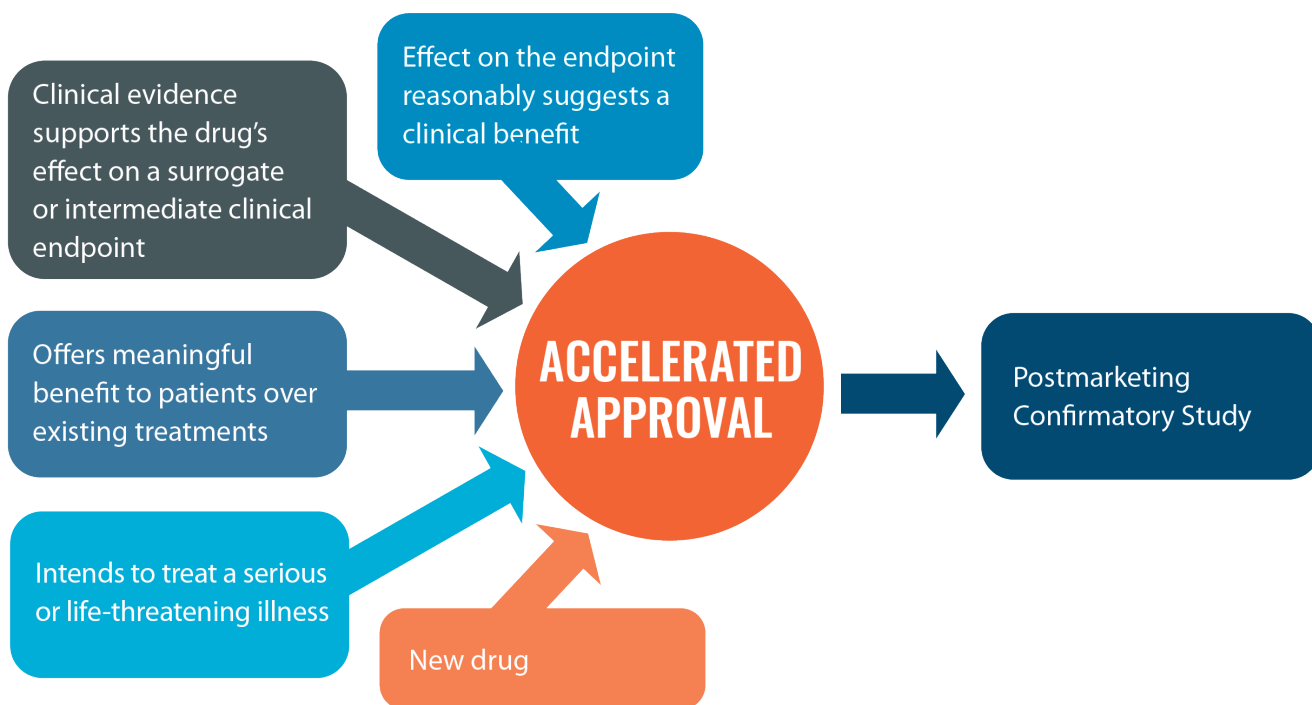 Effect on the endpoint
reasonably suggests a
clinical benefit
Clinical evidence
supports the drug's
effect on a surrogate
or intermediate clinical
endpoint
Offers meaningful
benefit to patients over
existing treatments
Intends to treat a serious
or life-threatening illness
New drug
ACCELERATED
APPROVAL
Postmarketing
Confirmatory Study